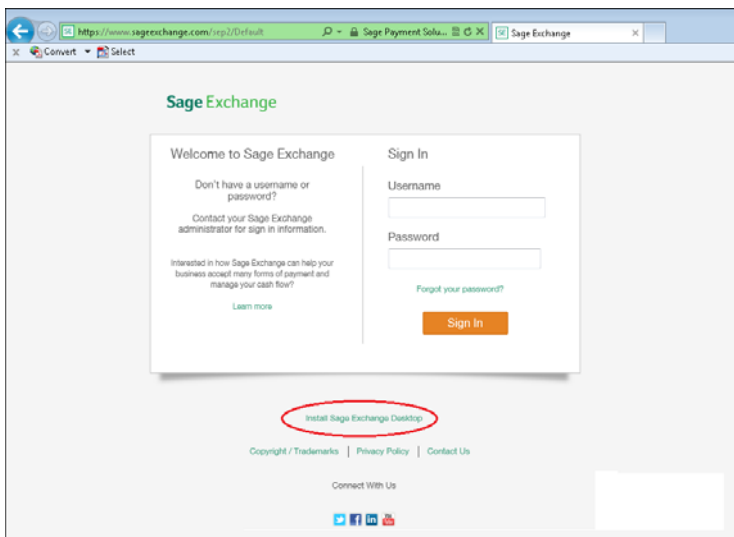 https://www.sageexchange.com/sep2/Default
Sage Payment Solu...
Sage Exchange
x Convert Select
Sage Exchange
Welcome to Sage Exchange
Don't have a username or
password?
Contact your Sage Exchange
administrator for sign in information.
Interested in how Sage Exchange can help your
business accept many forms of payment and
manage your cash flow?
Learn more
Sign In
Username
Password
Forgot your password?
Sign In
Install Sage Exchange Desktop
Copyright / Trademarks | Privacy Policy | Contact Us
Connect With Us